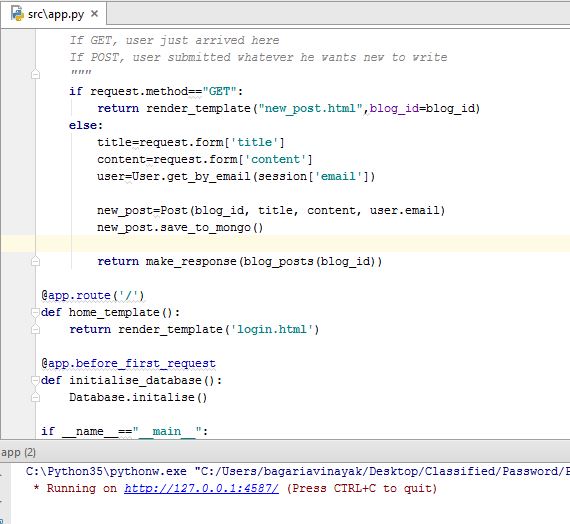 src\app.py
If GET, user just arrived here
If POST, user submitted whatever he wants new to write
"""
if request.method=="GET":
return render_template("new_post.html",blog_id=blog_id)
else:
title=request.form['title']
content=request.form['content']
user=User.get_by_email(session['email'])
new_post=Post(blog_id, title, content, user.email)
new_post.save_to_mongo()
return make_response(blog_posts(blog_id))
@app.route('/')
def home_template():
return render_template('login.html')
@app.before_first_request
def initialise_database():
Database.initalise()
if __name__=="__main__":
app (2)
C:\Python35\pythonw.exe "C:/Users/bagariavinayak/Desktop/Classified/Password/
* Running on http://127.0.0.1:4587/ (Press CTRL+C to quit)